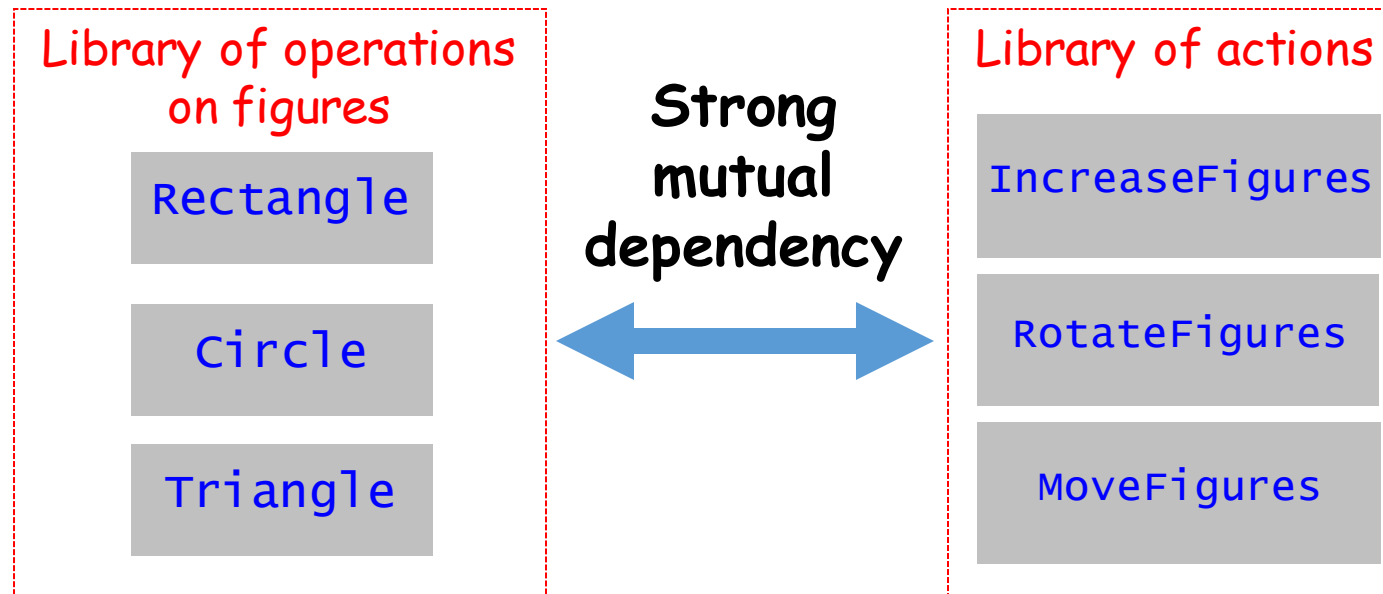 Library of operations
on figures
Rectangle
Circle
Triangle
Strong
mutual
dependency
Library of actions
IncreaseFigures
RotateFigures
MoveFigures